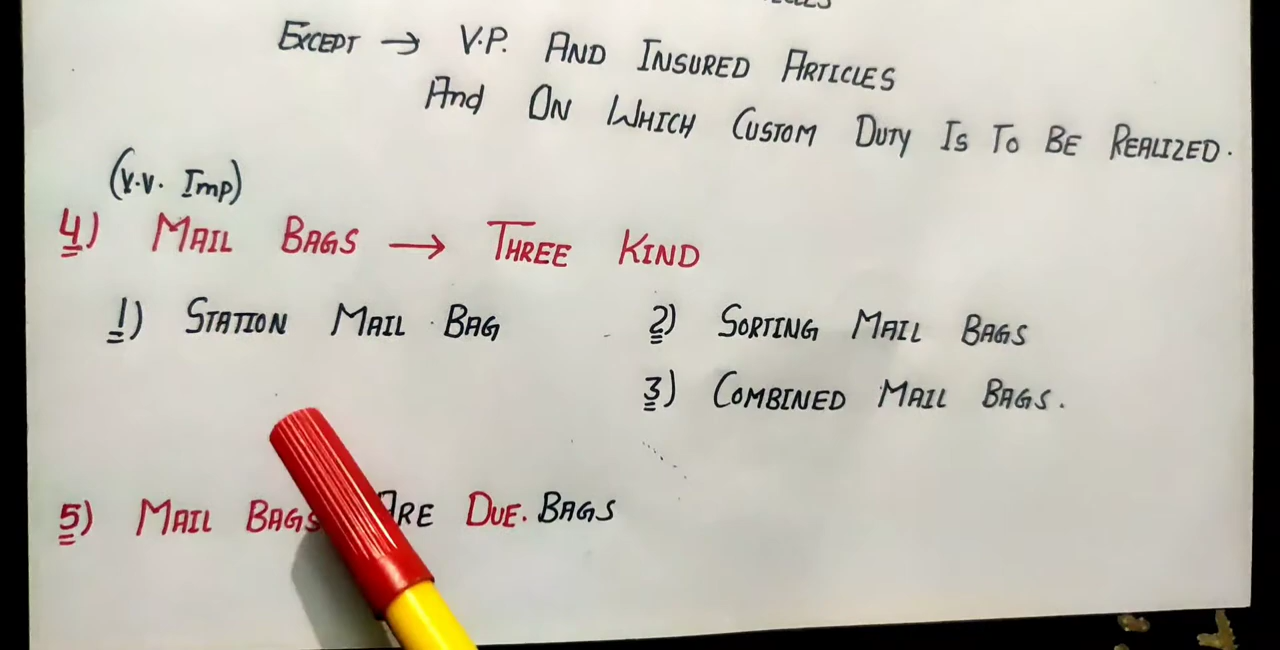 EXCEPT → V.P. AND INSURED ARTICLES
And ON WHICH CUSTOM DUTY IS TO BE REALIZED.
(V.V. Imp)
4) MAIL BAGS → THREE KIND
1) STATION MAIL BAG
2) SORTING MAIL BAGS
3) COMBINED MAIL BAGS.
5) MAIL BAGS ARE DUE. BAGS